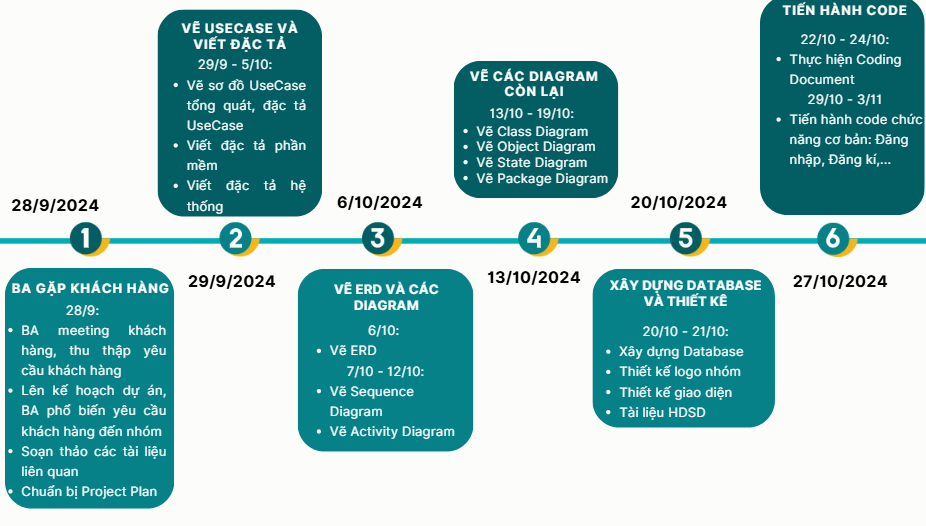 28/9/2024
1
BA GẶP KHÁCH HÀNG
28/9:
• BA meeting khách
hàng, thu thập yêu
cầu khách hàng
• Lên kế hoạch dự án,
BA phổ biến yêu cầu
khách hàng đến nhóm
• Soạn thảo các tài liệu
liên quan
• Chuẩn bị Project Plan
VẼ USECASE VÀ
VIẾT ĐẶC TẢ
29/9 - 5/10:
• Vẽ sơ đồ UseCase
tổng quát, đặc tả
UseCase
• Viết đặc tả phần
mềm
• Viết đặc tả hệ
thống
2
29/9/2024
6/10/2024
3
VẼ ERD VÀ CÁC
DIAGRAM
6/10:
• Vẽ ERD
7/10 - 12/10:
• Vẽ Sequence
Diagram
• Vẽ Activity Diagram
VẼ CÁC DIAGRAM
CÒN LẠI
13/10 - 19/10:
• Vẽ Class Diagram
• Vẽ Object Diagram
• Vẽ State Diagram
• Vẽ Package Diagram
4
13/10/2024
20/10/2024
5
XÂY DỰNG DATABASE
VÀ THIẾT KẾ
20/10 - 21/10:
• Xây dựng Database
• Thiết kế logo nhóm
• Thiết kế giao diện
• Tài liệu HDSD
TIẾN HÀNH CODE
22/10 - 24/10:
• Thực hiện Coding
Document
29/10 - 3/11
• Tiến hành code chức
năng cơ bản: Đăng
nhập, Đăng kí,...
6
27/10/2024